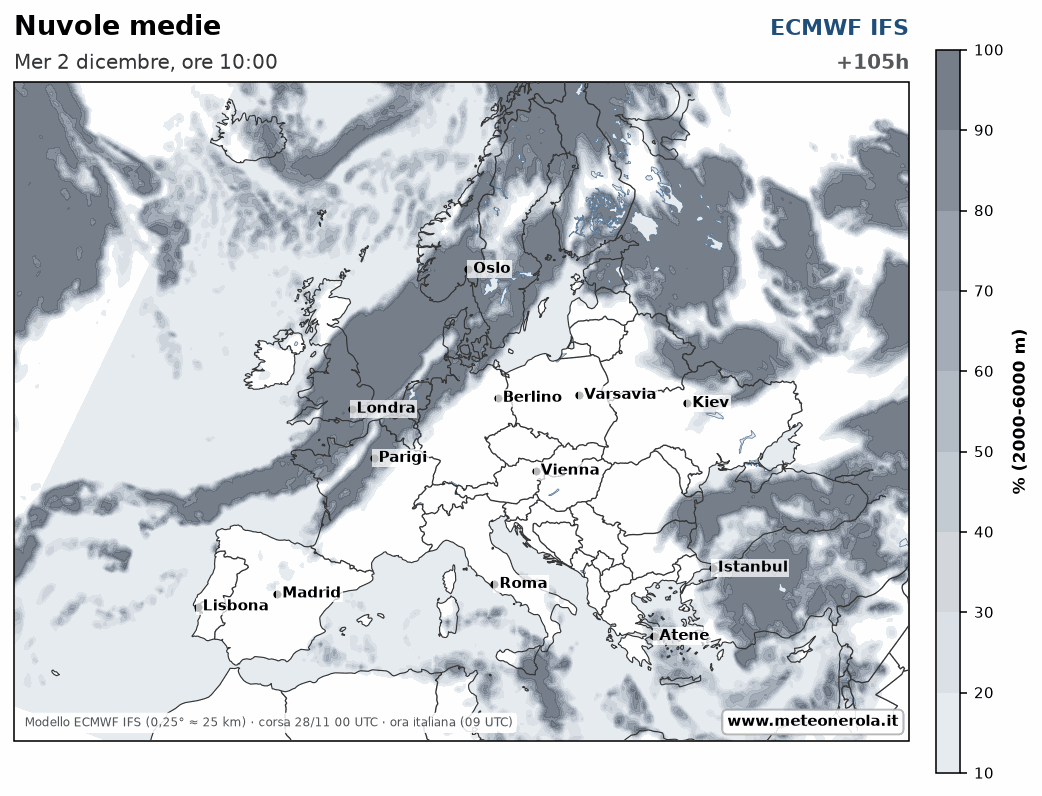 Nuvole medie
ECMWF IFS
Mer 2 dicembre, ore 10:00
+105h
100
90
80
70
60
50
40
30
20
10
% (2000-6000 m)
Oslo
Londra
Berlino
Varsavia
Kiev
Parigi
Vienna
Istanbul
Roma
Madrid
Lisbona
Atene
Modello ECMWF IFS (0,25° ≈ 25 km) · corsa 28/11 00 UTC · ora italiana (09 UTC)
www.meteonerola.it